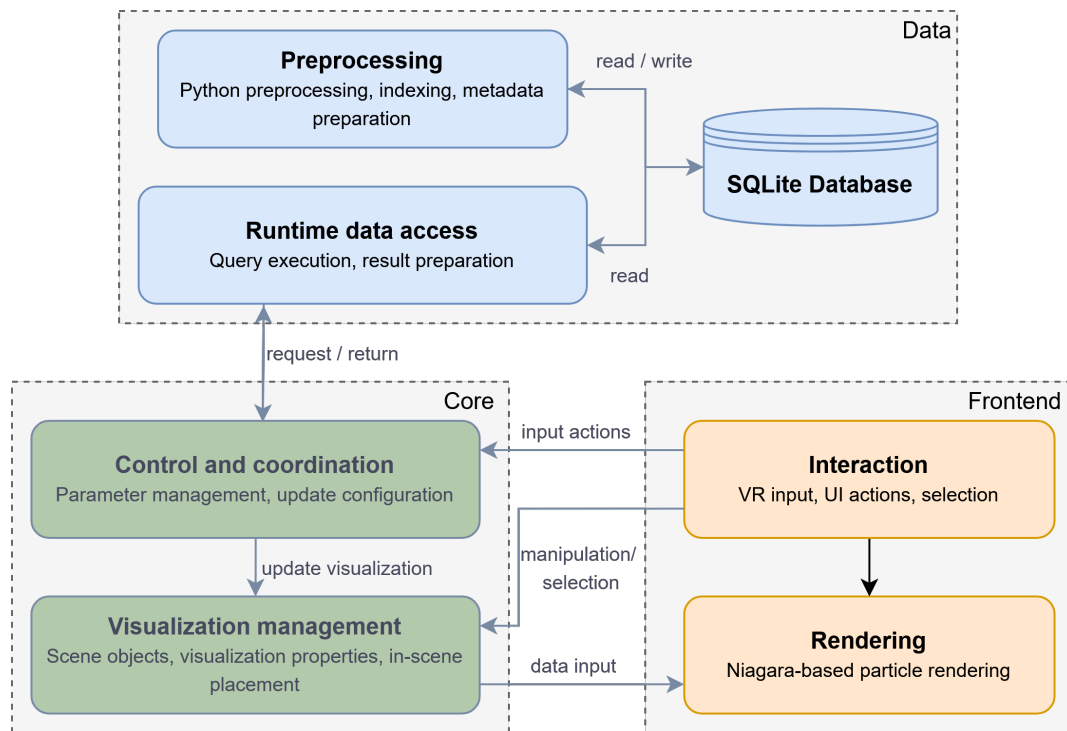 Data
Preprocessing
Python preprocessing, indexing, metadata
preparation
read / write
SQLite Database
Runtime data access
Query execution, result preparation
read
request / return
Core
Frontend
Control and coordination
Parameter management, update configuration
input actions
Interaction
VR input, UI actions, selection
update visualization
manipulation/
selection
Visualization management
Scene objects, visualization properties, in-scene
placement
data input
Rendering
Niagara-based particle rendering